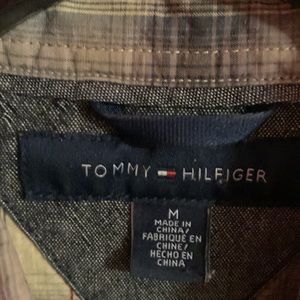 TOMMY HILFIGER
M
MADE IN
CHINA/
FABRIQUÉ EN
CHINE/
HECHO EN
CHINA